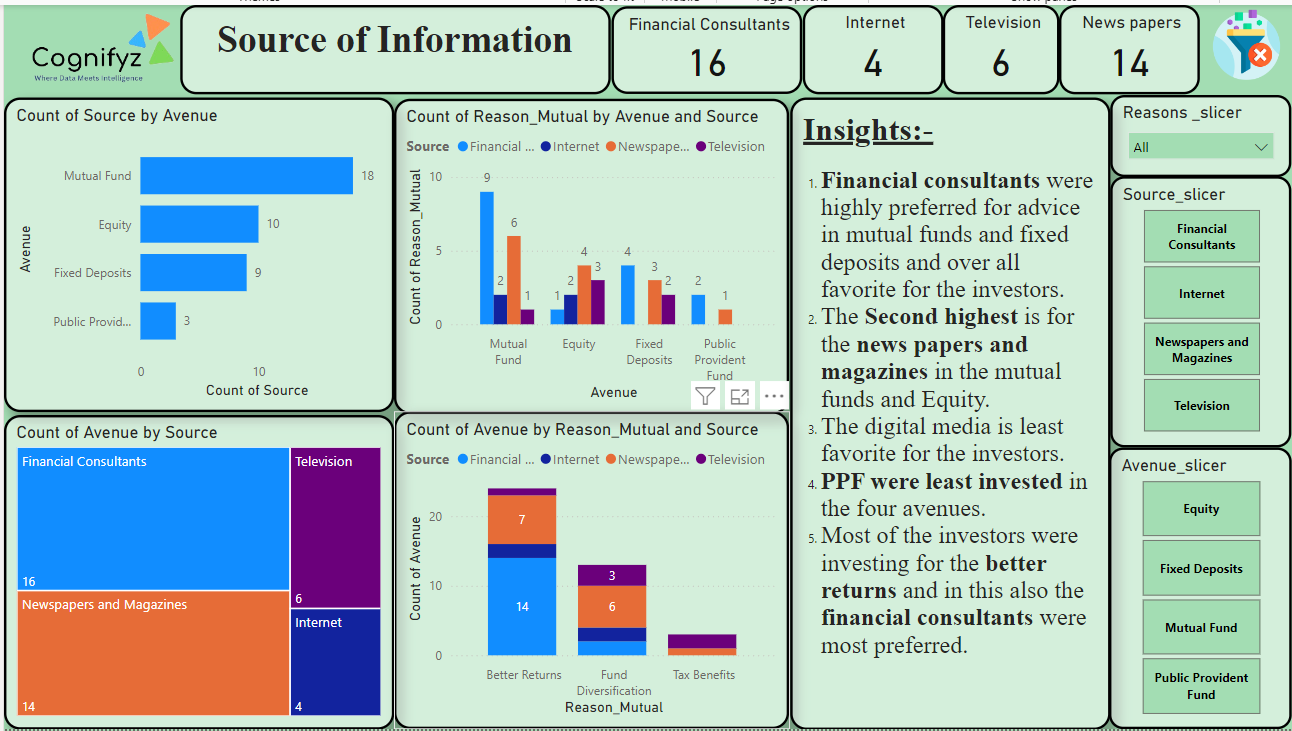 Source of Information
Cognifyz
Where Data Meets Intelligence
Financial Consultants
16
Internet
4
Television
6
News papers
14
Count of Source by Avenue
Avenue
Mutual Fund
18
Equity
10
Fixed Deposits
9
Public Provid...
3
0
10
Count of Source
Count of Reason_Mutual by Avenue and Source
Source Financial ... Internet Newspape... Television
Count of Reason_Mutual
10
5
0
9
2
6
1
1
2
4
3
4
3
2
2
1
Mutual
Fund
Equity
Fixed
Deposits
Public
Provident
Fund
Avenue
Count of Avenue by Source
Financial Consultants
16
Newspapers and Magazines
14
Television
6
Internet
4
Count of Avenue by Reason_Mutual and Source
Source Financial ... Internet Newspape... Television
Count of Avenue
20
10
0
7
14
3
6
Better Returns
Fund
Diversification
Tax Benefits
Reason_Mutual
Insights:-
1. Financial consultants were
highly preferred for advice
in mutual funds and fixed
deposits and over all
favorite for the investors.
2. The Second highest is for
the news papers and
magazines in the mutual
funds and Equity.
3. The digital media is least
favorite for the investors.
4. PPF were least invested in
the four avenues.
5. Most of the investors were
investing for the better
returns and in this also the
financial consultants were
most preferred.
Reasons _slicer
All
Source_slicer
Financial
Consultants
Internet
Newspapers and
Magazines
Television
Avenue_slicer
Equity
Fixed Deposits
Mutual Fund
Public Provident
Fund